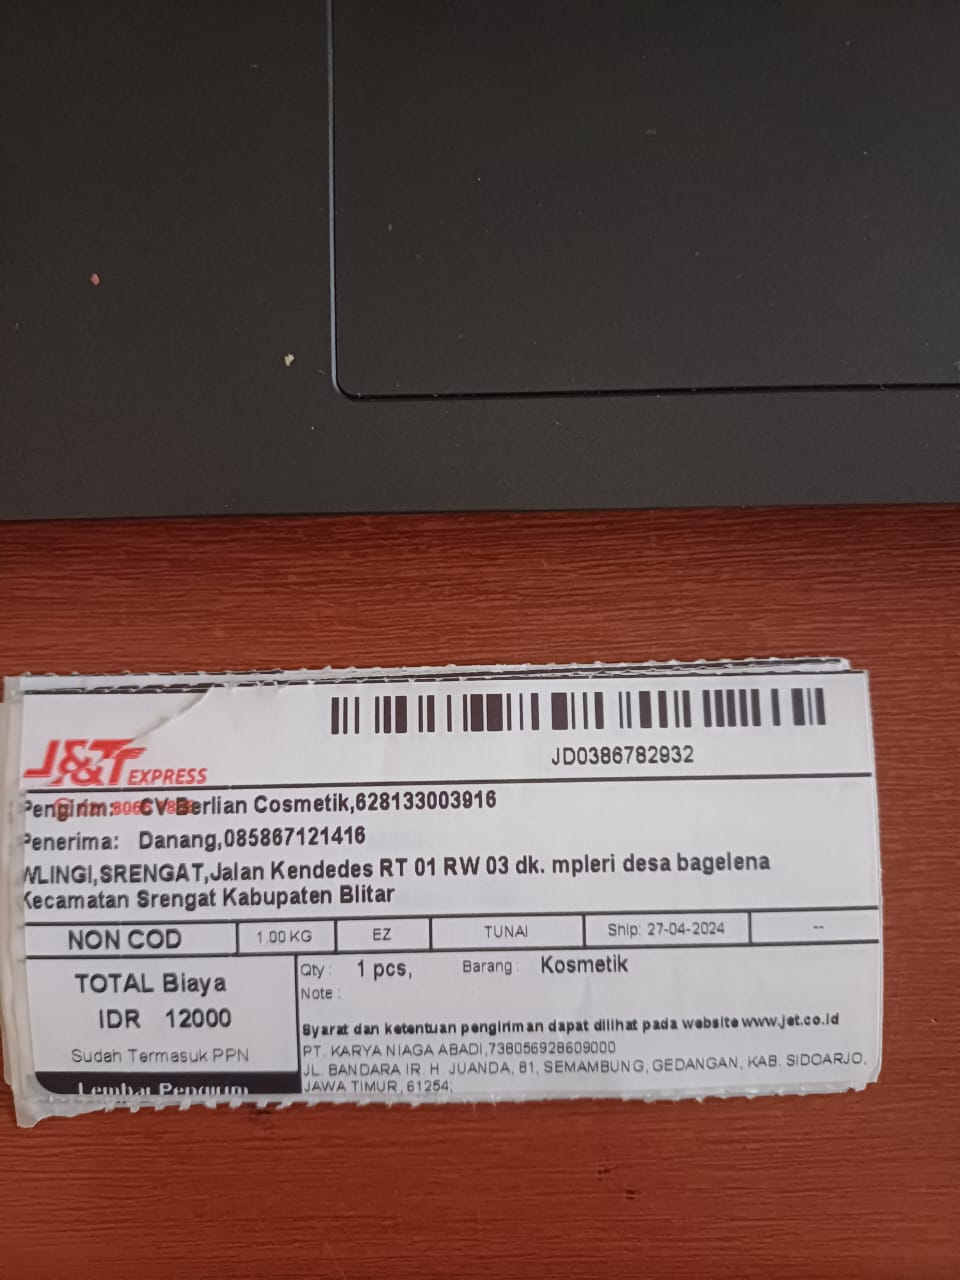 JD0386782932
J&T EXPRESS
Pengirim: CV Berlian Cosmetik,628133003916
Penerima: Danang,085867121416
WLINGI,SRENGAT,Jalan Kendedes RT 01 RW 03 dk. mpleri desa bagelena
Kecamatan Srengat Kabupaten Blitar
NON COD 1.00 KG EZ TUNAI Ship: 27-04-2024 --
TOTAL Biaya
IDR 12000
Sudah Termasuk PPN
Lembar Pengirim
Qty : 1 pcs, Barang : Kosmetik
Note :
Syarat dan ketentuan pengiriman dapat dilihat pada website www.jet.co.id
PT. KARYA NIAGA ABADI,738056928609000
JL. BANDARA IR. H. JUANDA, 81, SEMAMBUNG, GEDANGAN, KAB. SIDOARJO,
JAWA TIMUR, 61254;